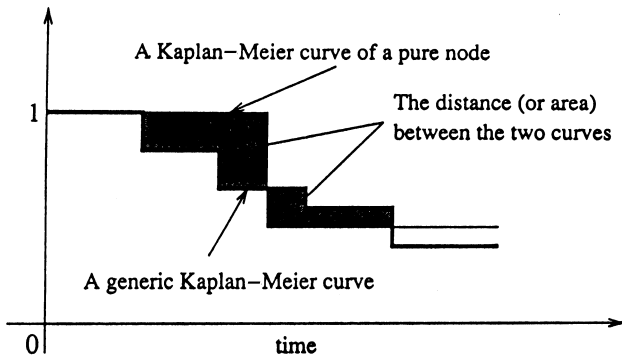 A Kaplan−Meier curve of a pure node
1
The distance (or area)
between the two curves
A generic Kaplan−Meier curve
0
time